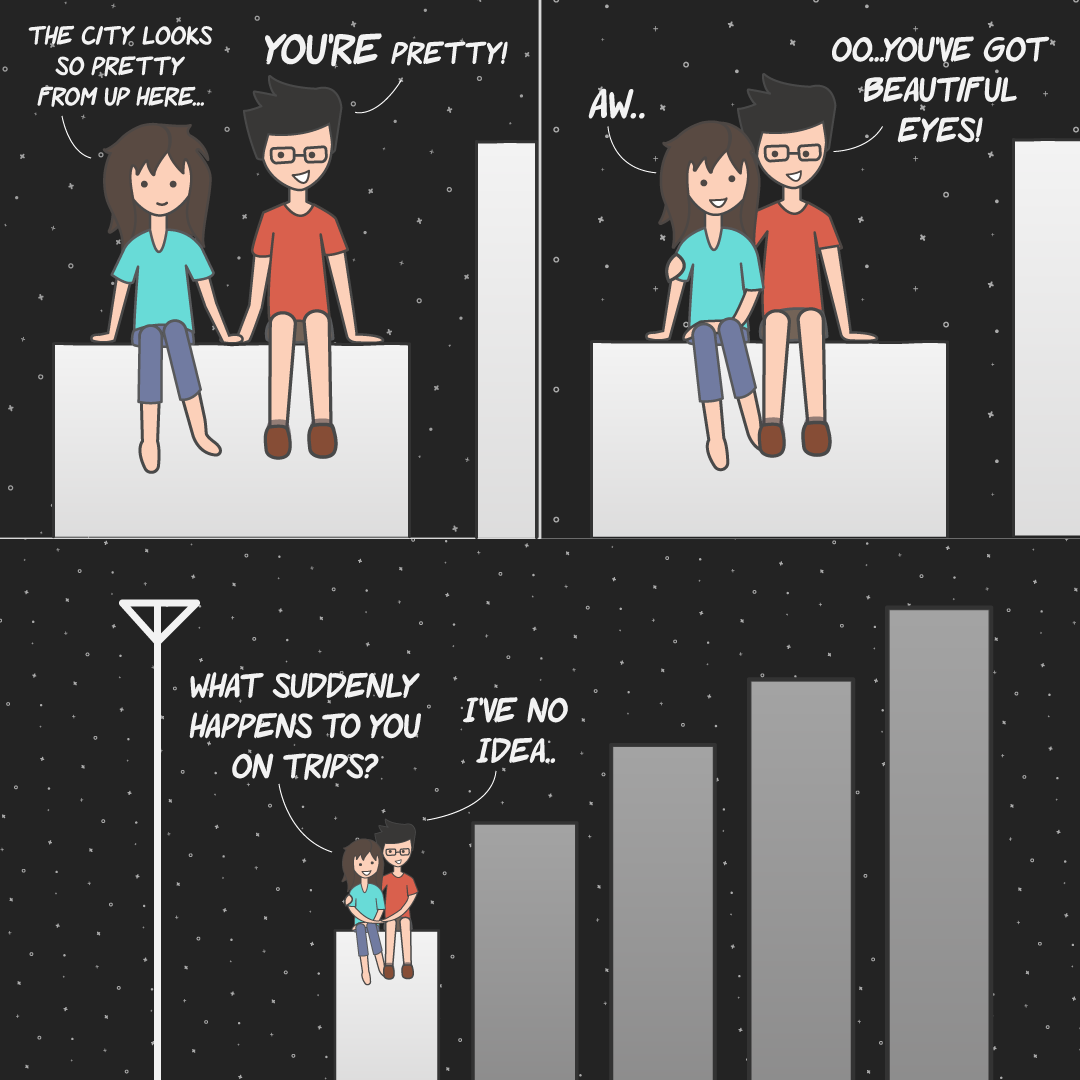 THE CITY LOOKS
SO PRETTY
FROM UP HERE...
YOU'RE PRETTY!
AW..
OO...YOU'VE GOT
BEAUTIFUL
EYES!
WHAT SUDDENLY
HAPPENS TO YOU
ON TRIPS?
I'VE NO
IDEA..